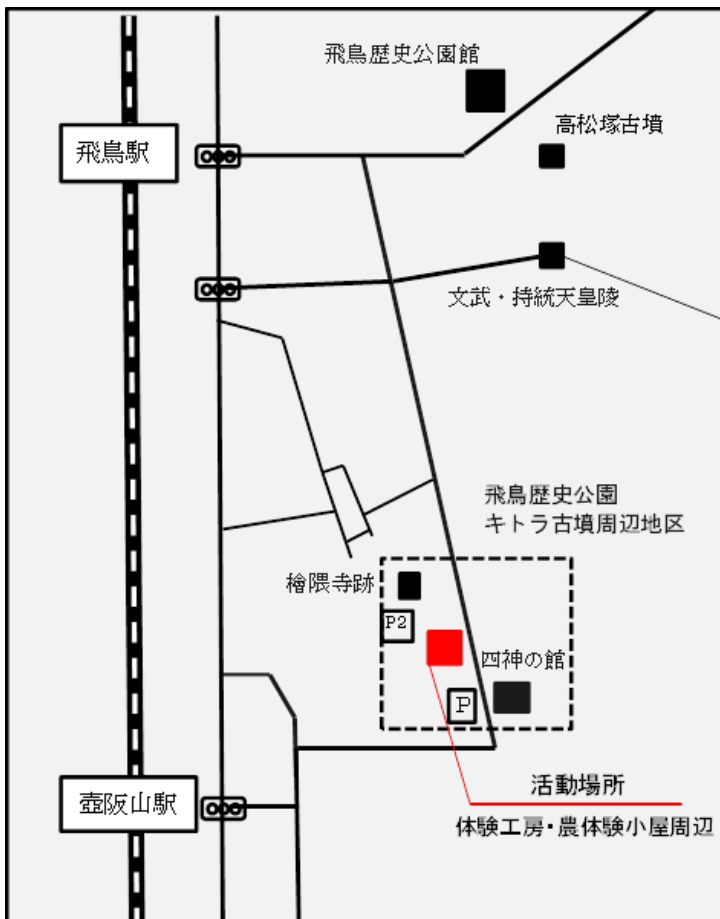 飛鳥歴史公園館
高松塚古墳
飛鳥駅
文武・持統天皇陵
飛鳥歴史公園
キトラ古墳周辺地区
檜隈寺跡
P2
四神の館
P
活動場所
壺阪山駅
体験工房・農体験小屋周辺